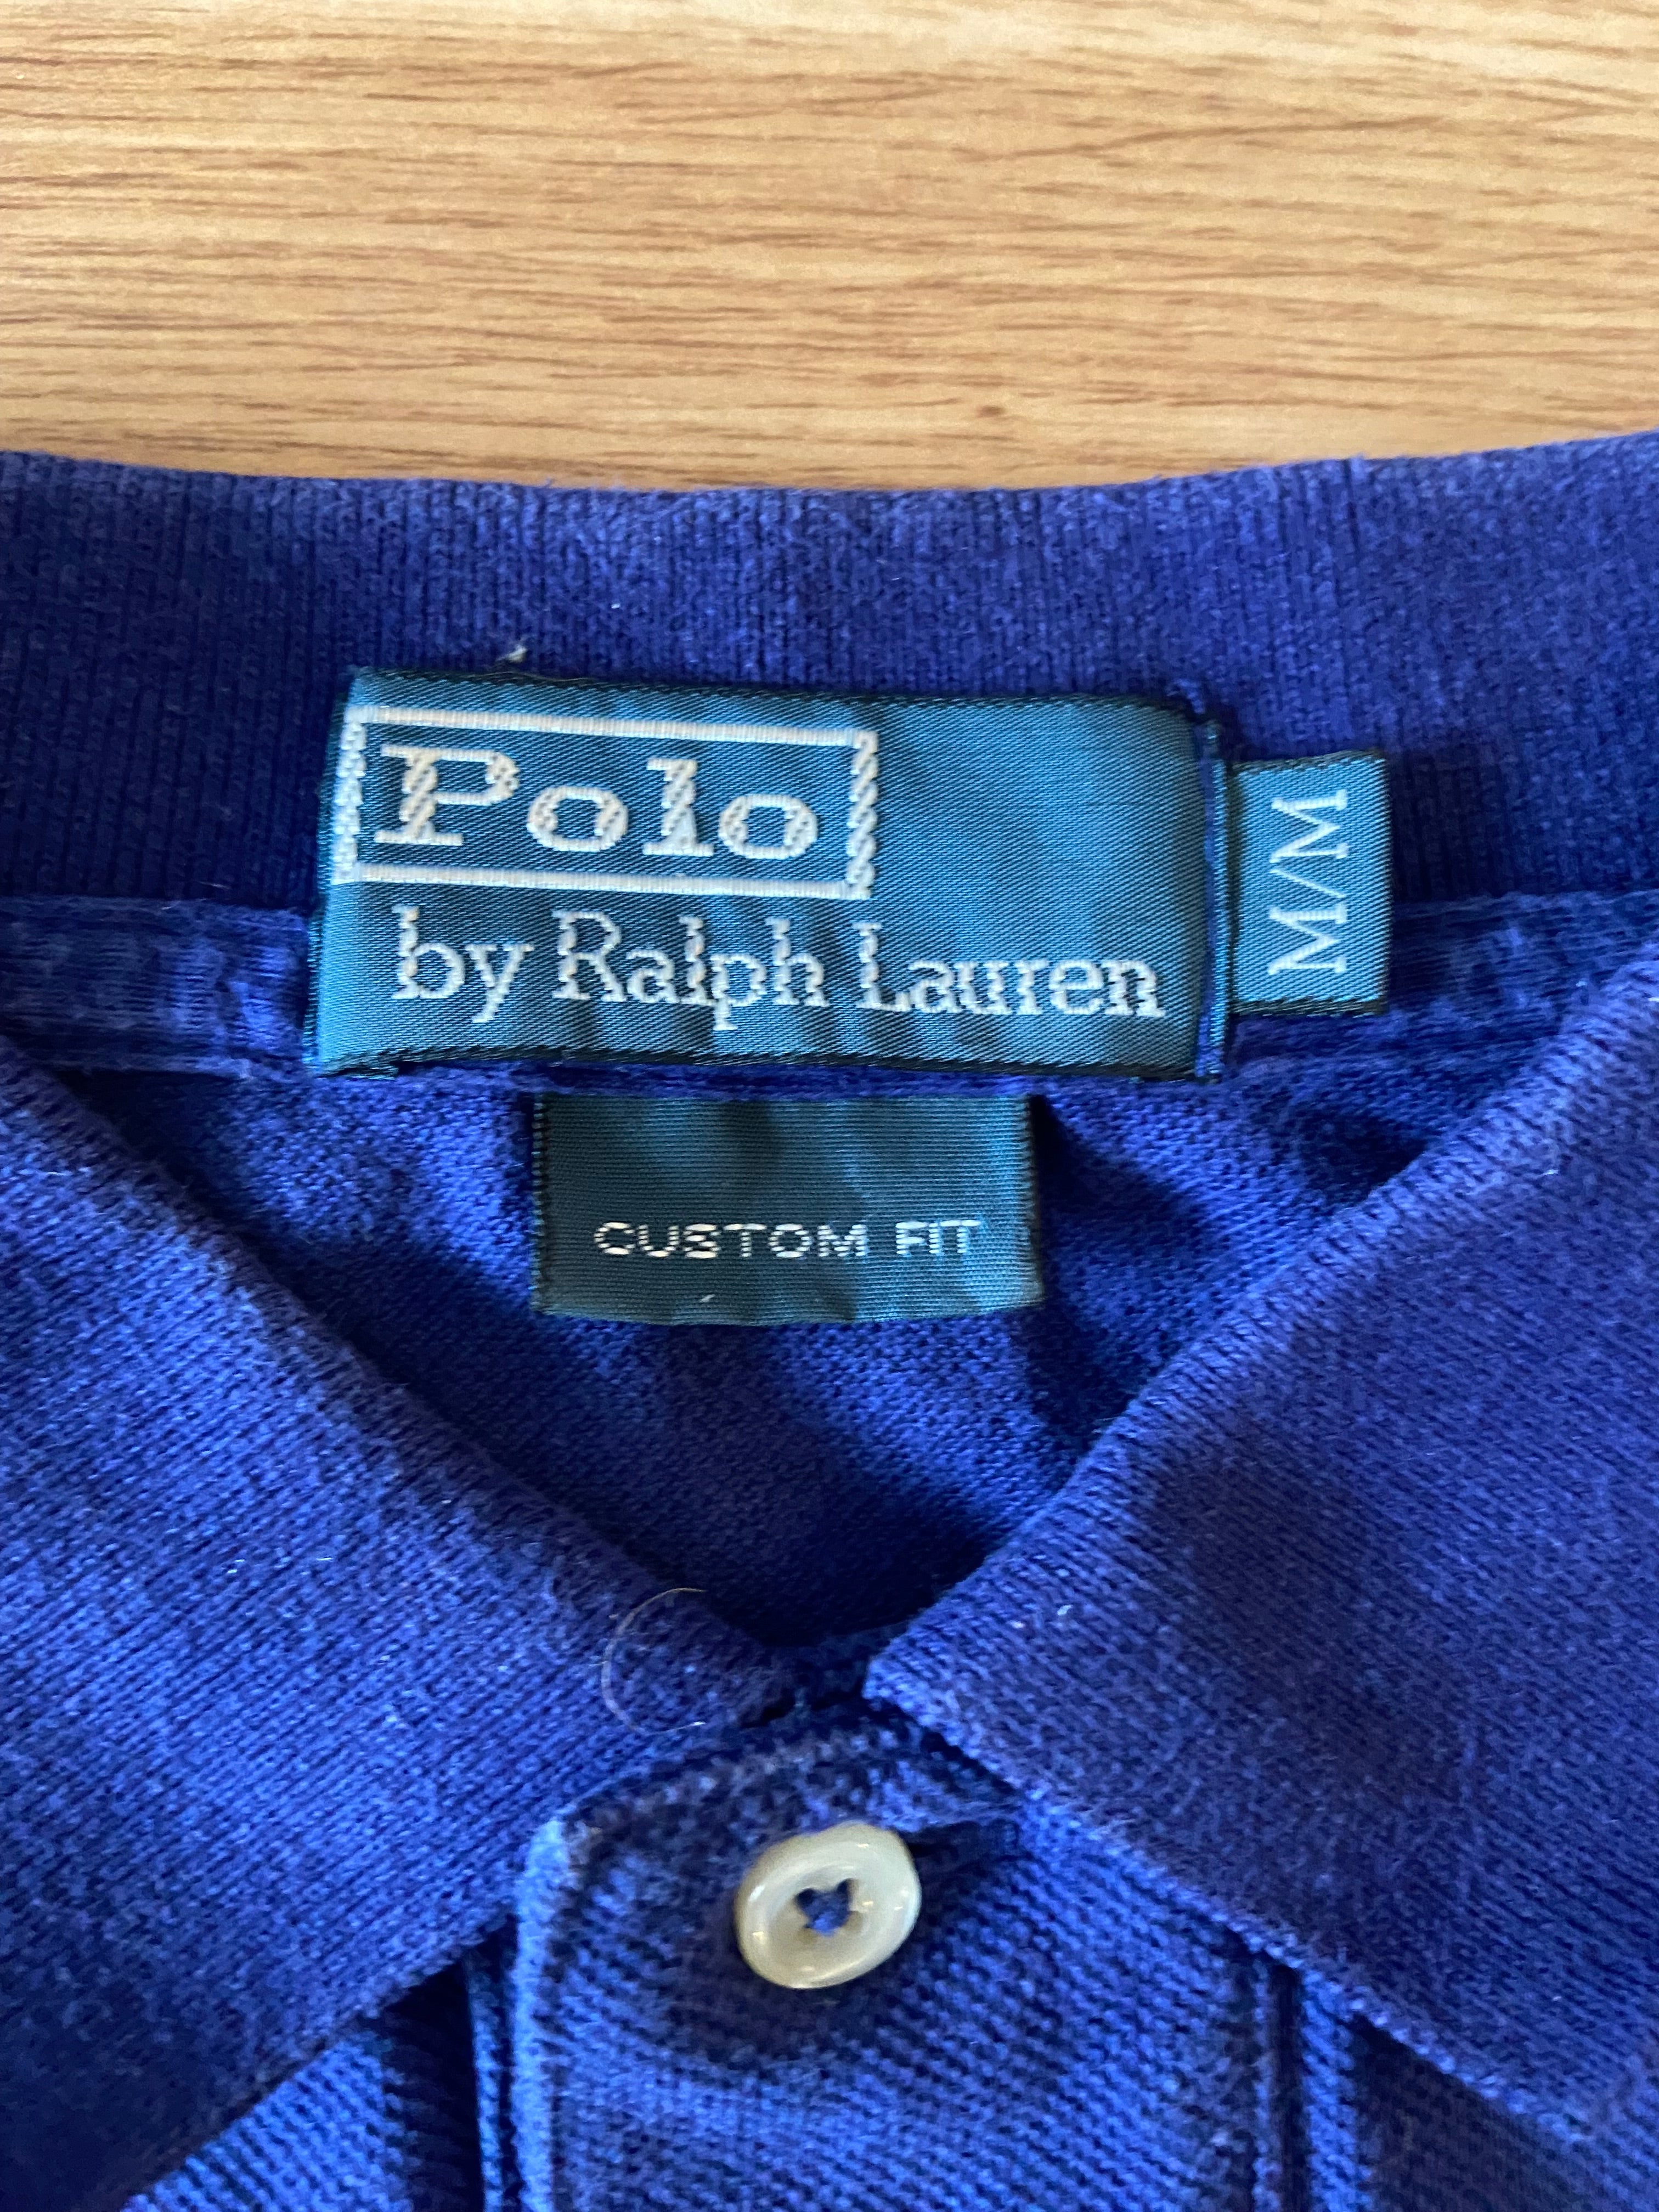 Polo
by Ralph Lauren
M/M
CUSTOM FIT